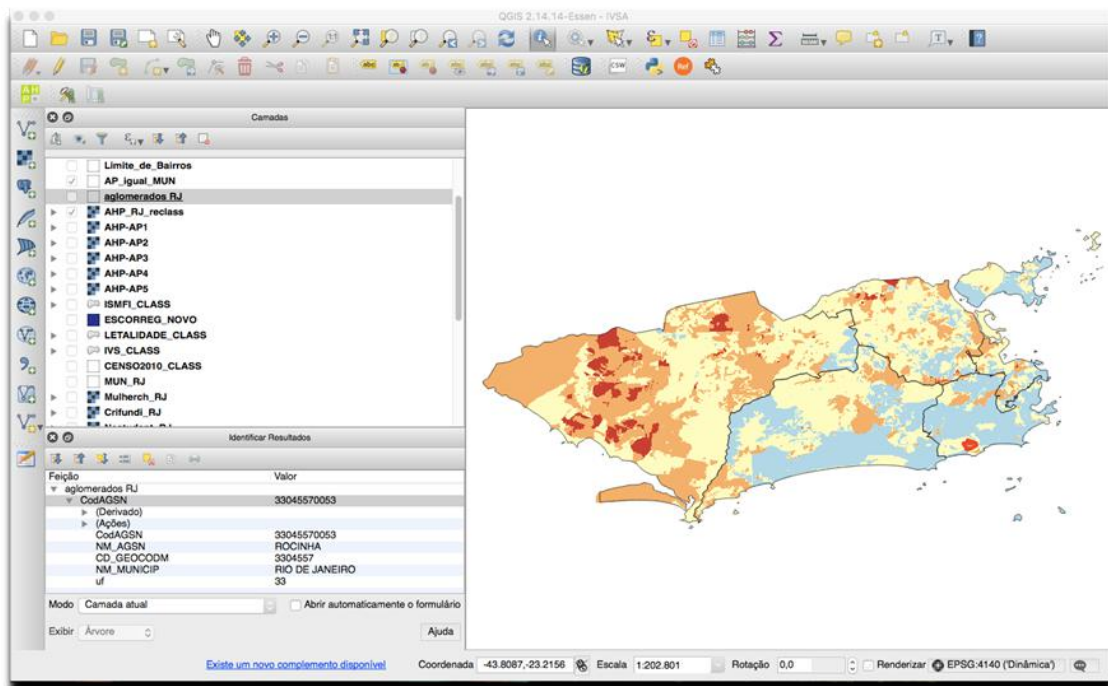 QGIS 2.14.14-Essen - IVSA
Camadas
Limite_de_Bairros
AP_igual_MUN
aglomerados RJ
AHP_RJ_reclass
AHP-AP1
AHP-AP2
AHP-AP3
AHP-AP4
AHP-AP5
ISMFI_CLASS
ESCORREG_NOVO
LETALIDADE_CLASS
IVS_CLASS
CENSO2010_CLASS
MUN_RJ
Mulherch_RJ
Crifundi_RJ
Identificar Resultados
Feição Valor
aglomerados RJ
CodAGSN 33045570053
(Derivado)
(Ações)
CodAGSN 33045570053
NM_AGSN ROCINHA
CD_GEOCODM 3304557
NM_MUNICIP RIO DE JANEIRO
uf 33
Modo Camada atual Abrir automaticamente o formulário
Exibir Árvore Ajuda
Existe um novo complemento disponível Coordenada -43.8087,-23.2156 Escala 1:202.801 Rotação 0,0 Renderizar EPSG:4140 ('Dinâmica')